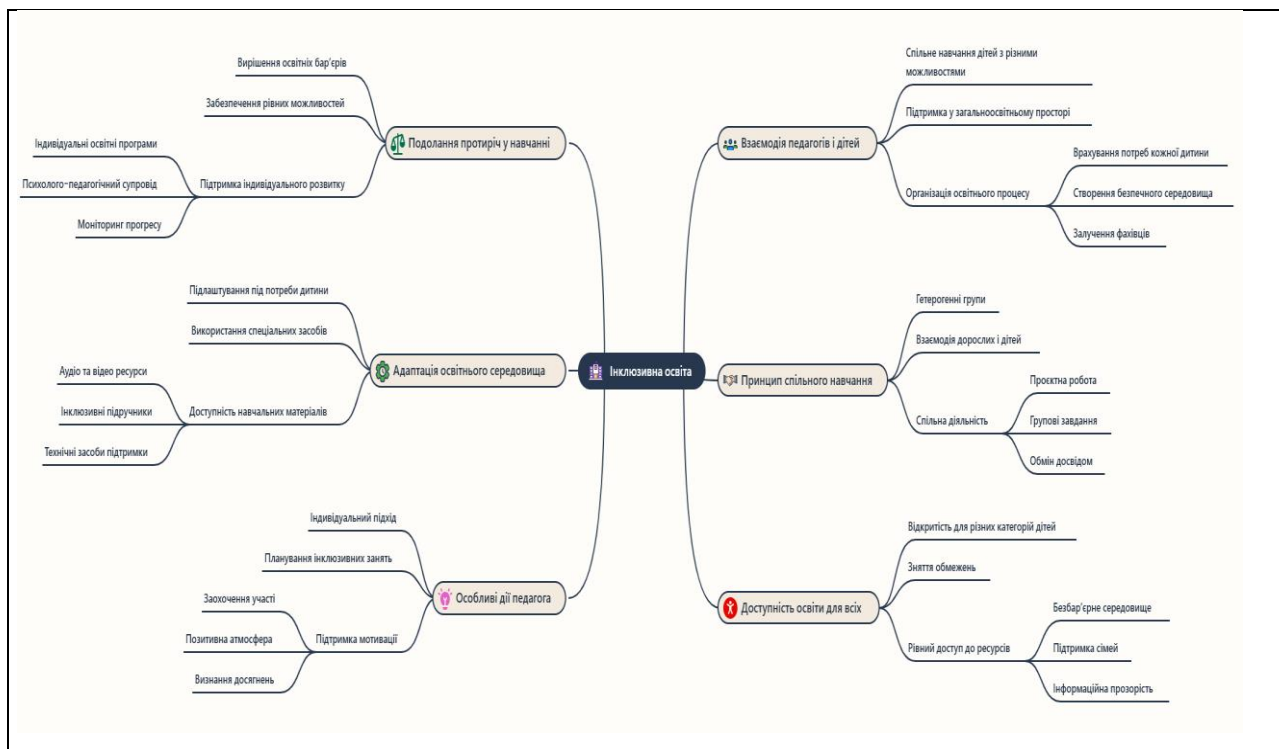 Вирішення освітніх бар'єрів
Забезпечення рівних можливостей
Подолання протиріч у навчанні
Індивідуальні освітні програми
Психолого-педагогічний супровід
Підтримка індивідуального розвитку
Моніторинг прогресу
Підлаштування під потреби дитини
Використання спеціальних засобів
Адаптація освітнього середовища
Аудіо та відео ресурси
Інклюзивні підручники
Доступність навчальних матеріалів
Технічні засоби підтримки
Індивідуальний підхід
Планування інклюзивних занять
Особливі дії педагога
Заохочення участі
Позитивна атмосфера
Підтримка мотивації
Визнання досягнень
Інклюзивна освіта
Спільне навчання дітей з різними
можливостями
Підтримка у загальноосвітньому просторі
Взаємодія педагогів і дітей
Врахування потреб кожної дитини
Організація освітнього процесу
Створення безпечного середовища
Залучення фахівців
Гетерогенні групи
Взаємодія дорослих і дітей
Принцип спільного навчання
Проєктна робота
Спільна діяльність
Групові завдання
Обмін досвідом
Відкритість для різних категорій дітей
Зняття обмежень
Доступність освіти для всіх
Безбар'єрне середовище
Рівний доступ до ресурсів
Підтримка сімей
Інформаційна прозорість